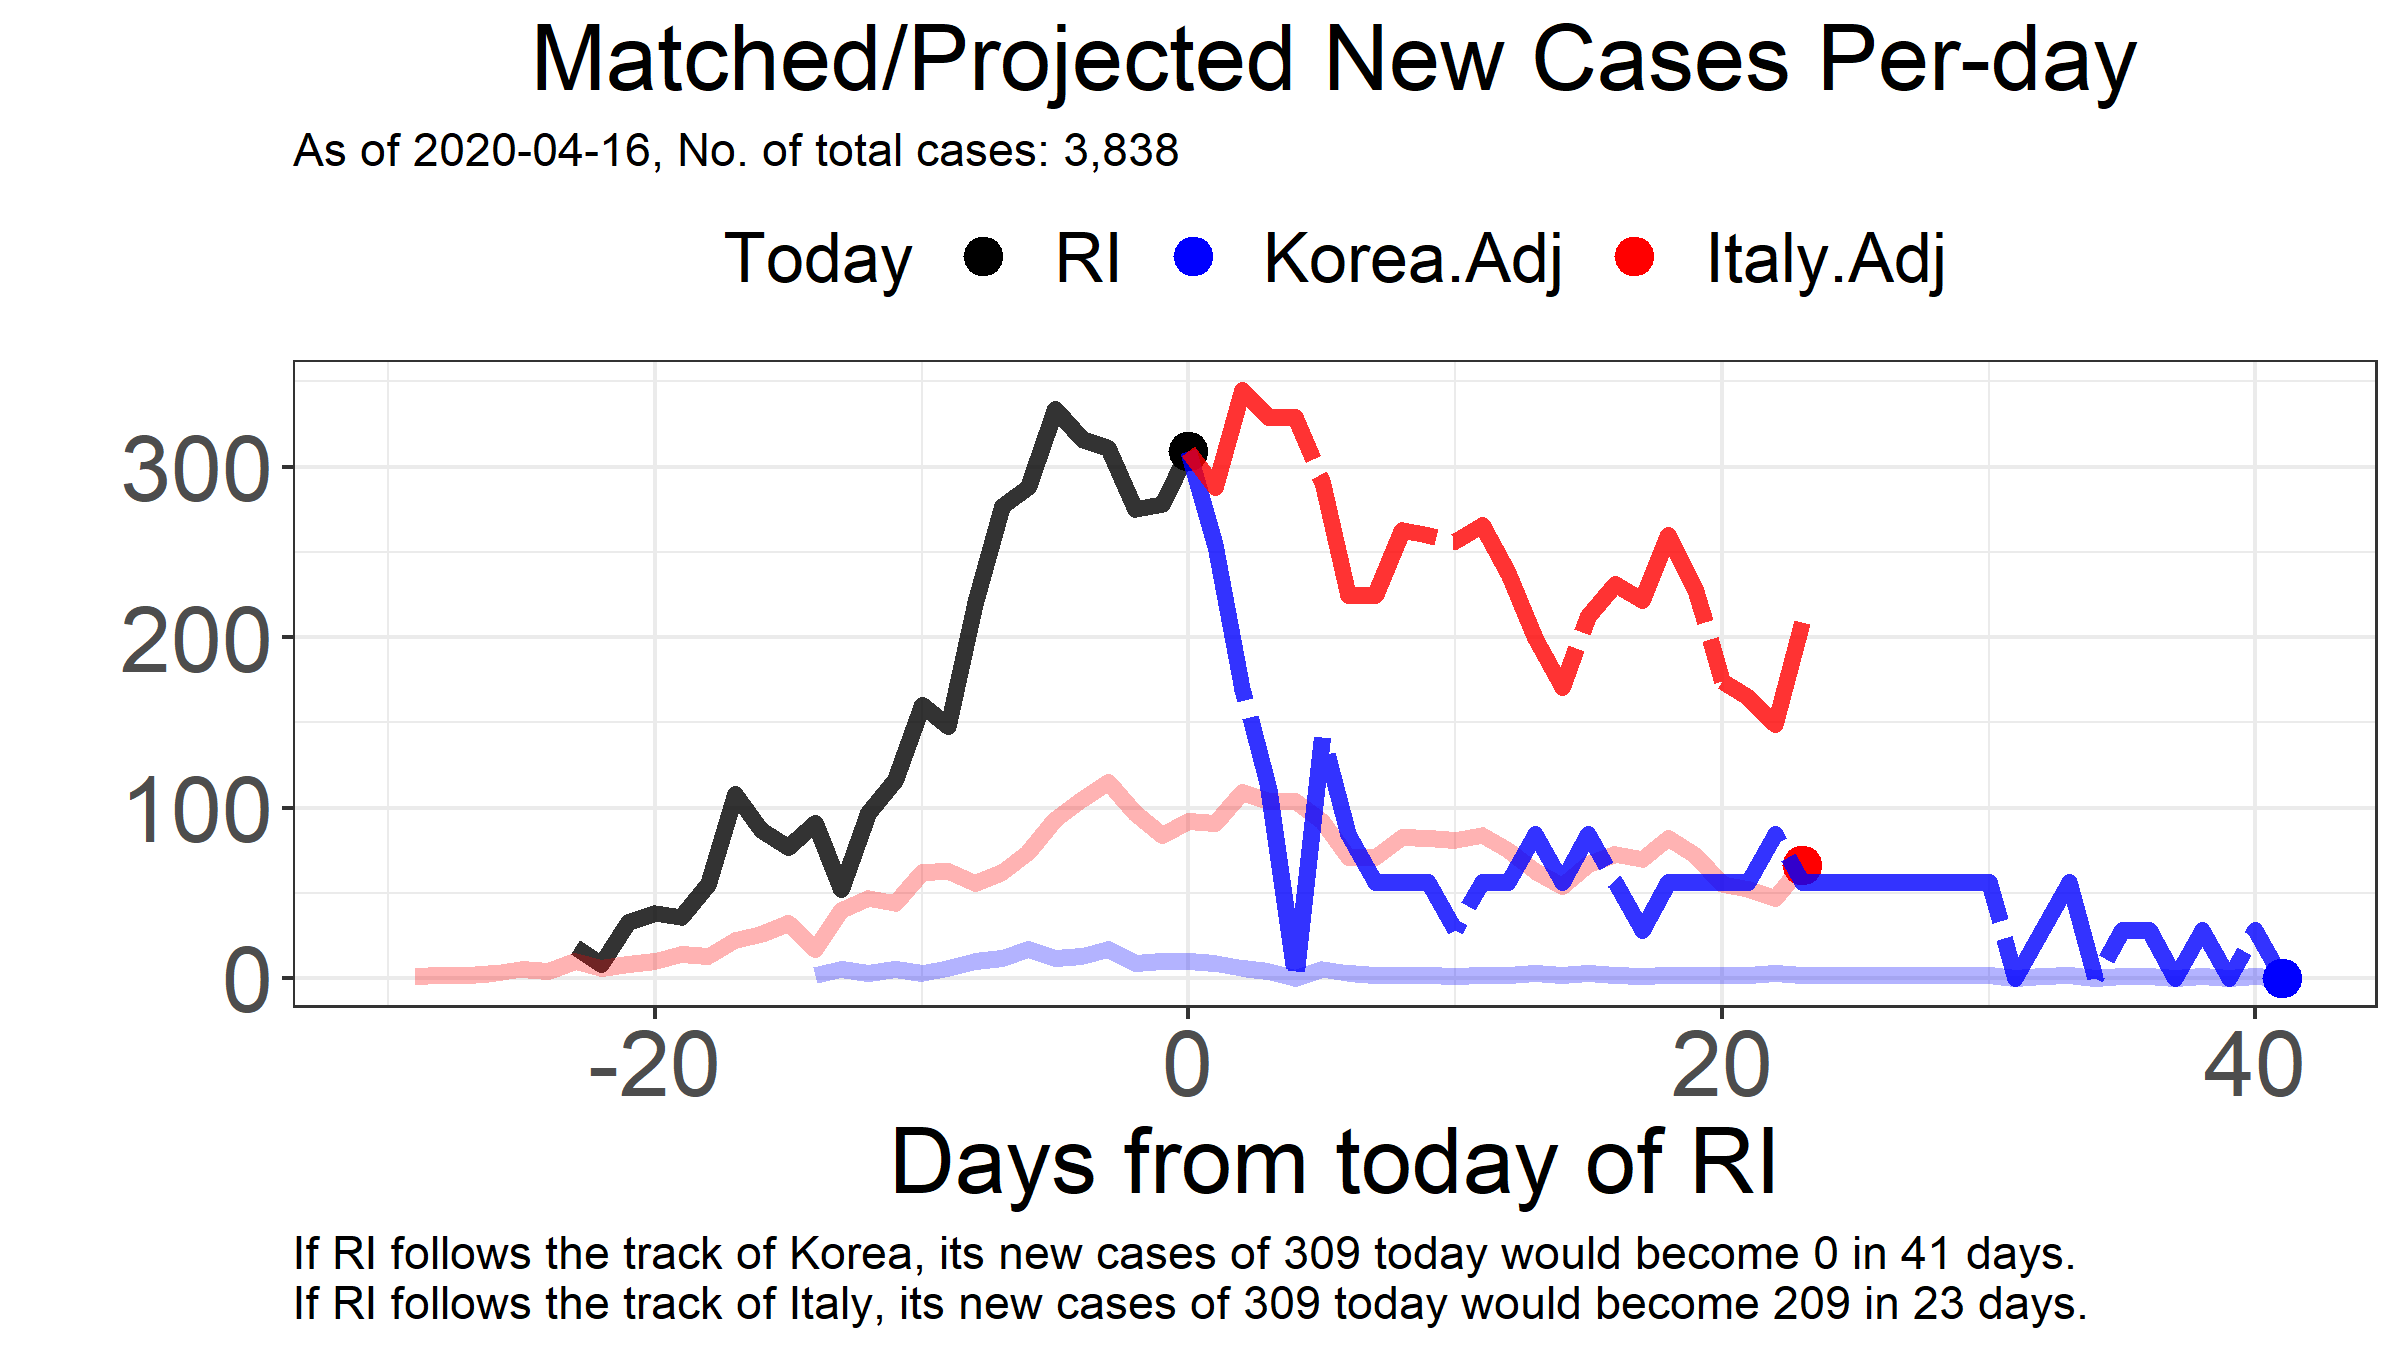 Matched/Projected New Cases Per-day
As of 2020-04-16, No. of total cases: 3,838
Today RI Korea.Adj Italy.Adj
300
200
100
0
-20 0 20 40
Days from today of RI
If RI follows the track of Korea, its new cases of 309 today would become 0 in 41 days.
If RI follows the track of Italy, its new cases of 309 today would become 209 in 23 days.